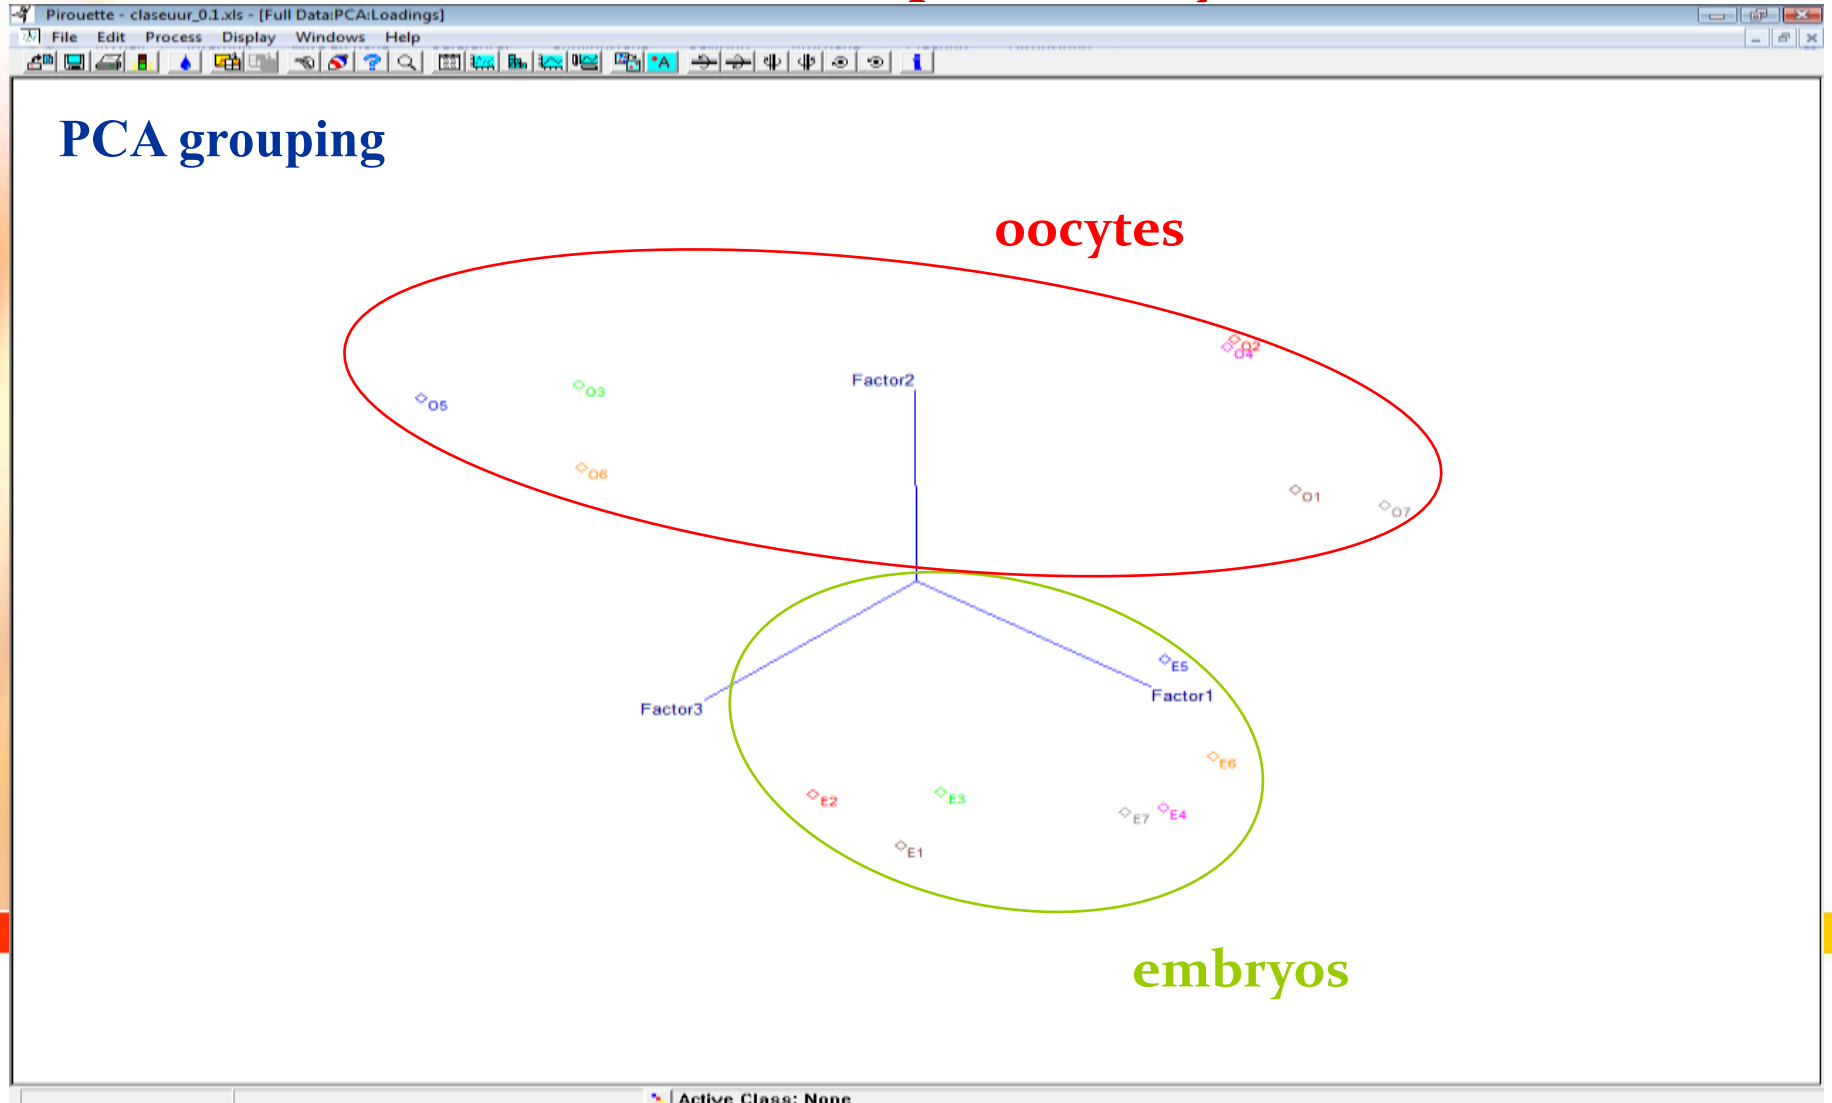 Pirouette - claseuur_0.1.xls - [Full Data:PCA:Loadings]
File Edit Process Display Windows Help
PCA grouping
oocytes
O2
O4
Factor2
O3
O5
O6
O1
O7
E5
Factor1
Factor3
E6
E2
E3
E7
E4
E1
embryos
Active Class: None